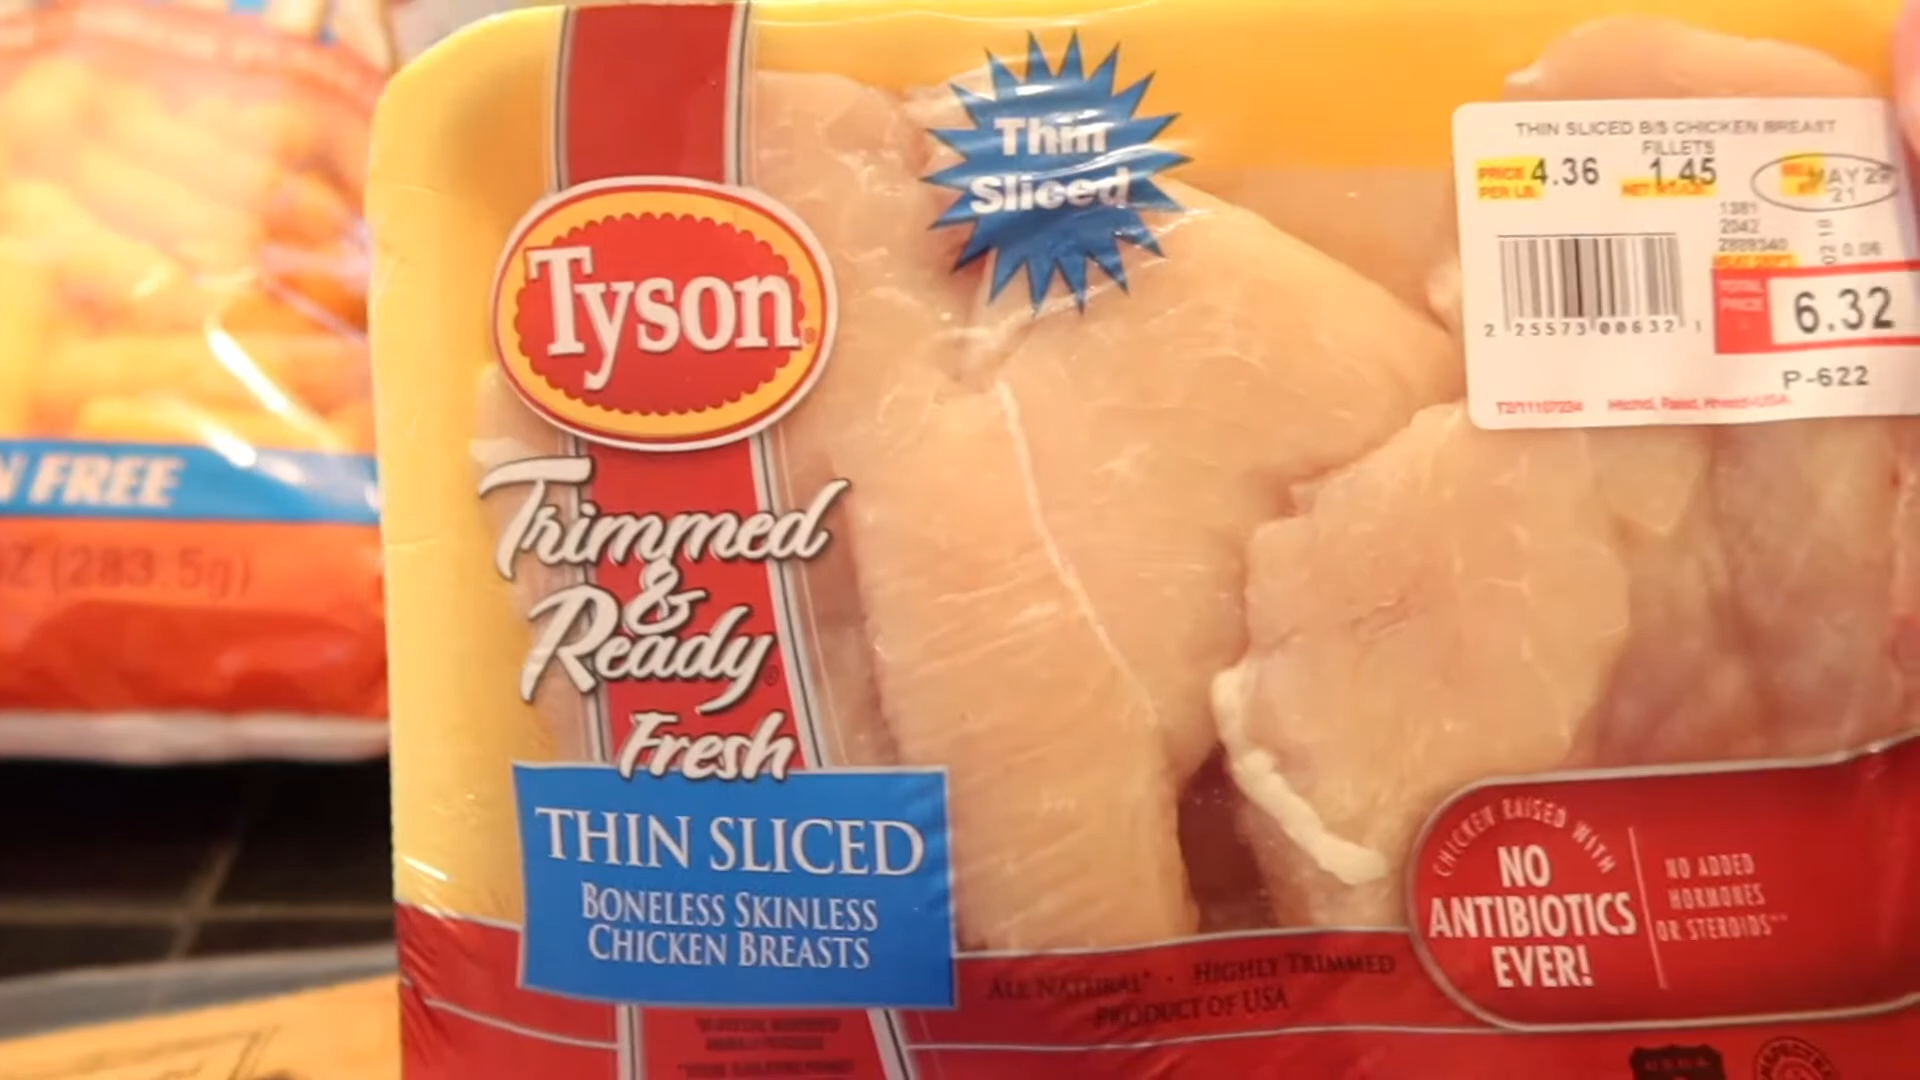 N FREE
OZ (283.5g)
Tyson
Trimmed
&
Ready
Fresh
THIN SLICED
BONELESS SKINLESS
CHICKEN BREASTS
Thin
Sliced
THIN SLICED B/S CHICKEN BREAST
FILLETS
PRICE 4.36
PER LB.
1.45
NET WT.
MAY 2
21
1381
2042
2889340
0.06
2 25573 00632 1
TOTAL
PRICE
6.32
P-622
CHICKEN RAISED WITH
NO
ANTIBIOTICS
EVER!
NO ADDED
HORMONES
OR STEROIDS**
ALL NATURAL* · HIGHLY TRIMMED
PRODUCT OF USA